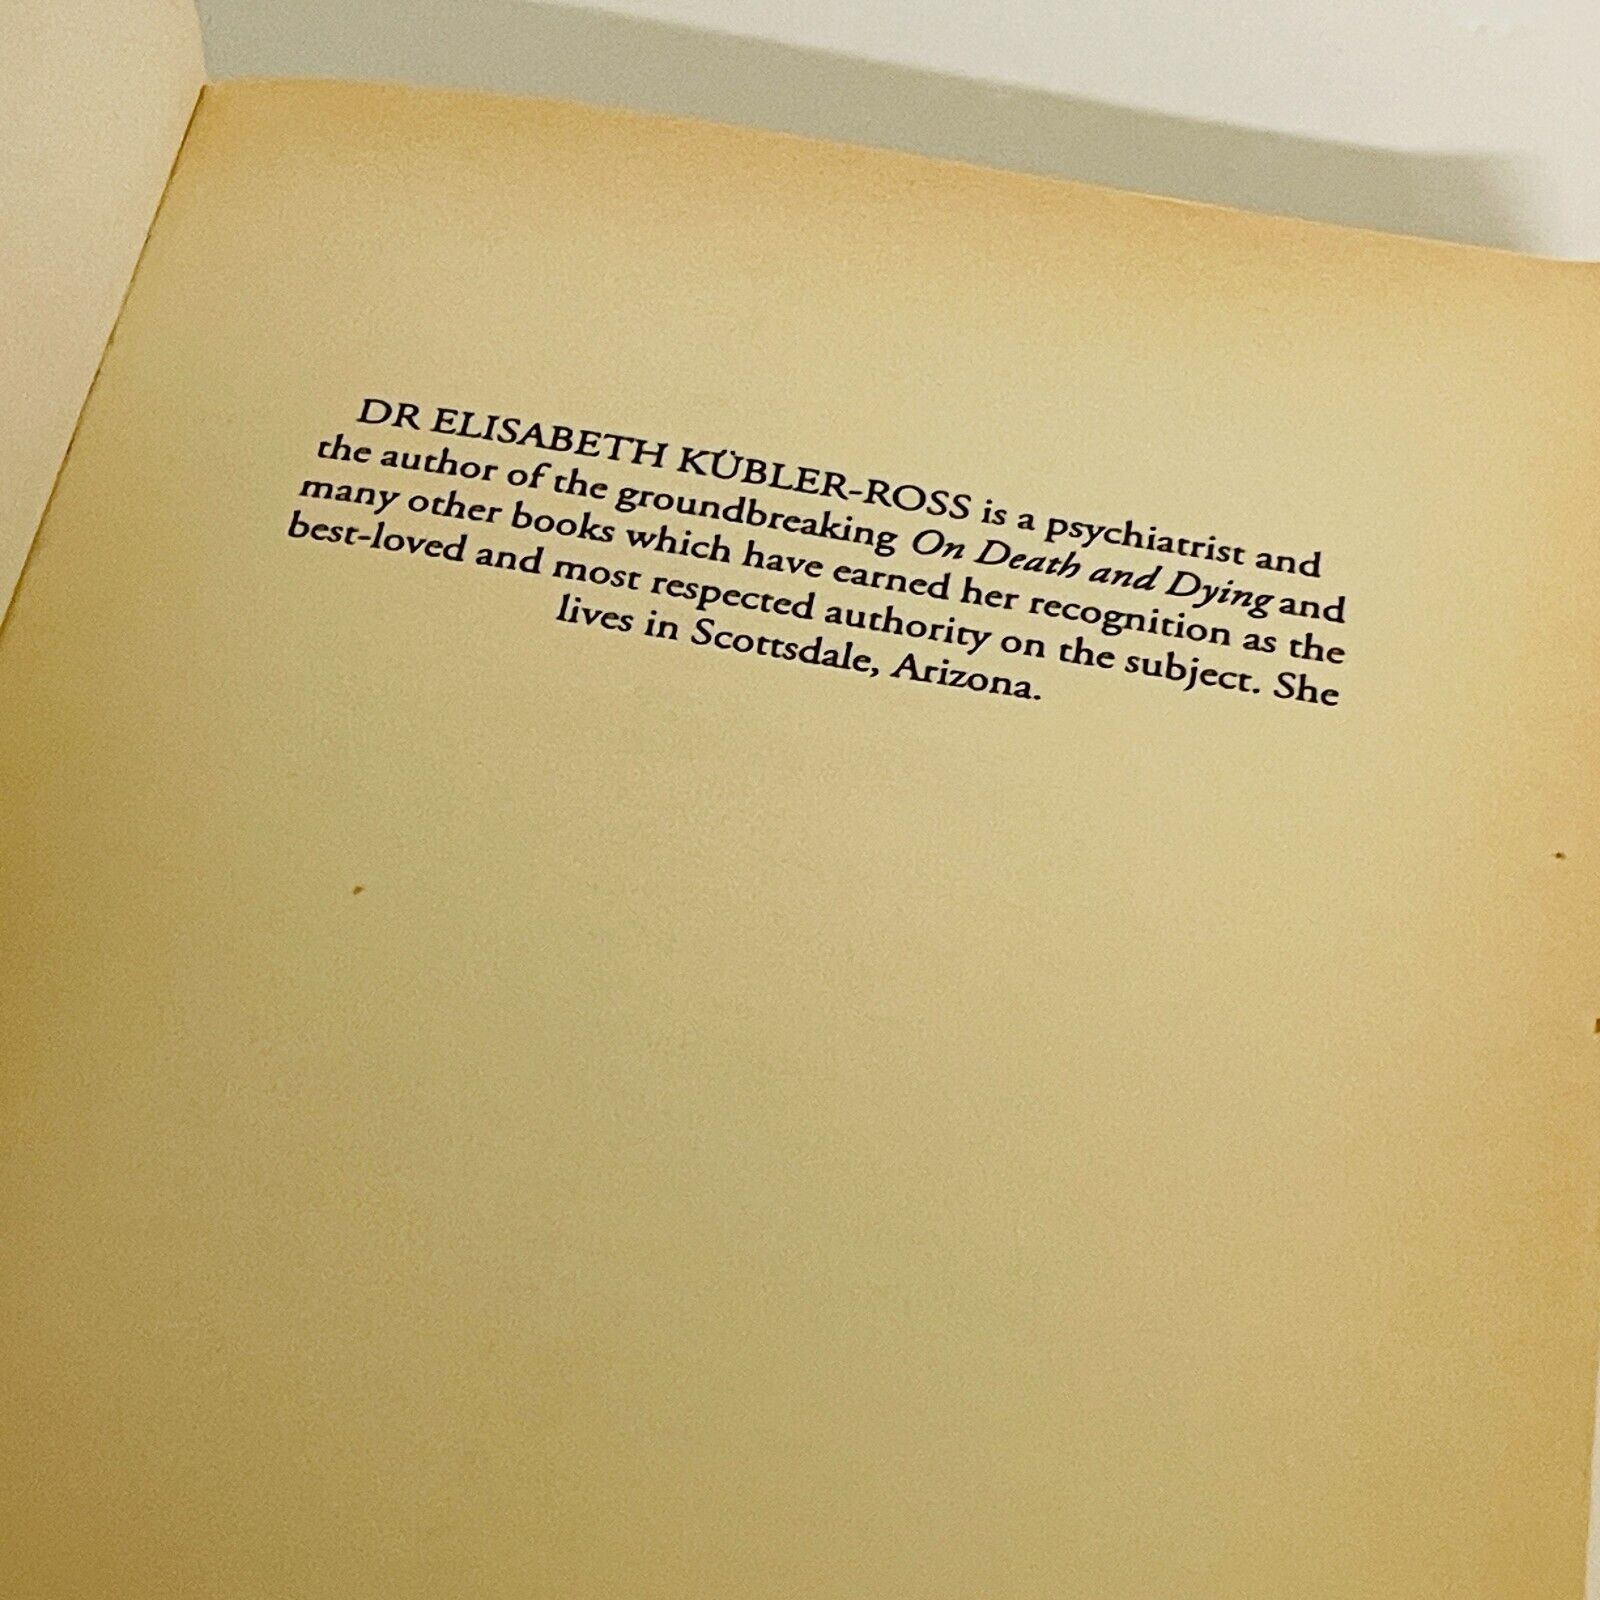 DR ELISABETH KÜBLER-ROSS is a psychiatrist and
the author of the groundbreaking On Death and Dying and
many other books which have earned her recognition as the
best-loved and most respected authority on the subject. She
lives in Scottsdale, Arizona.